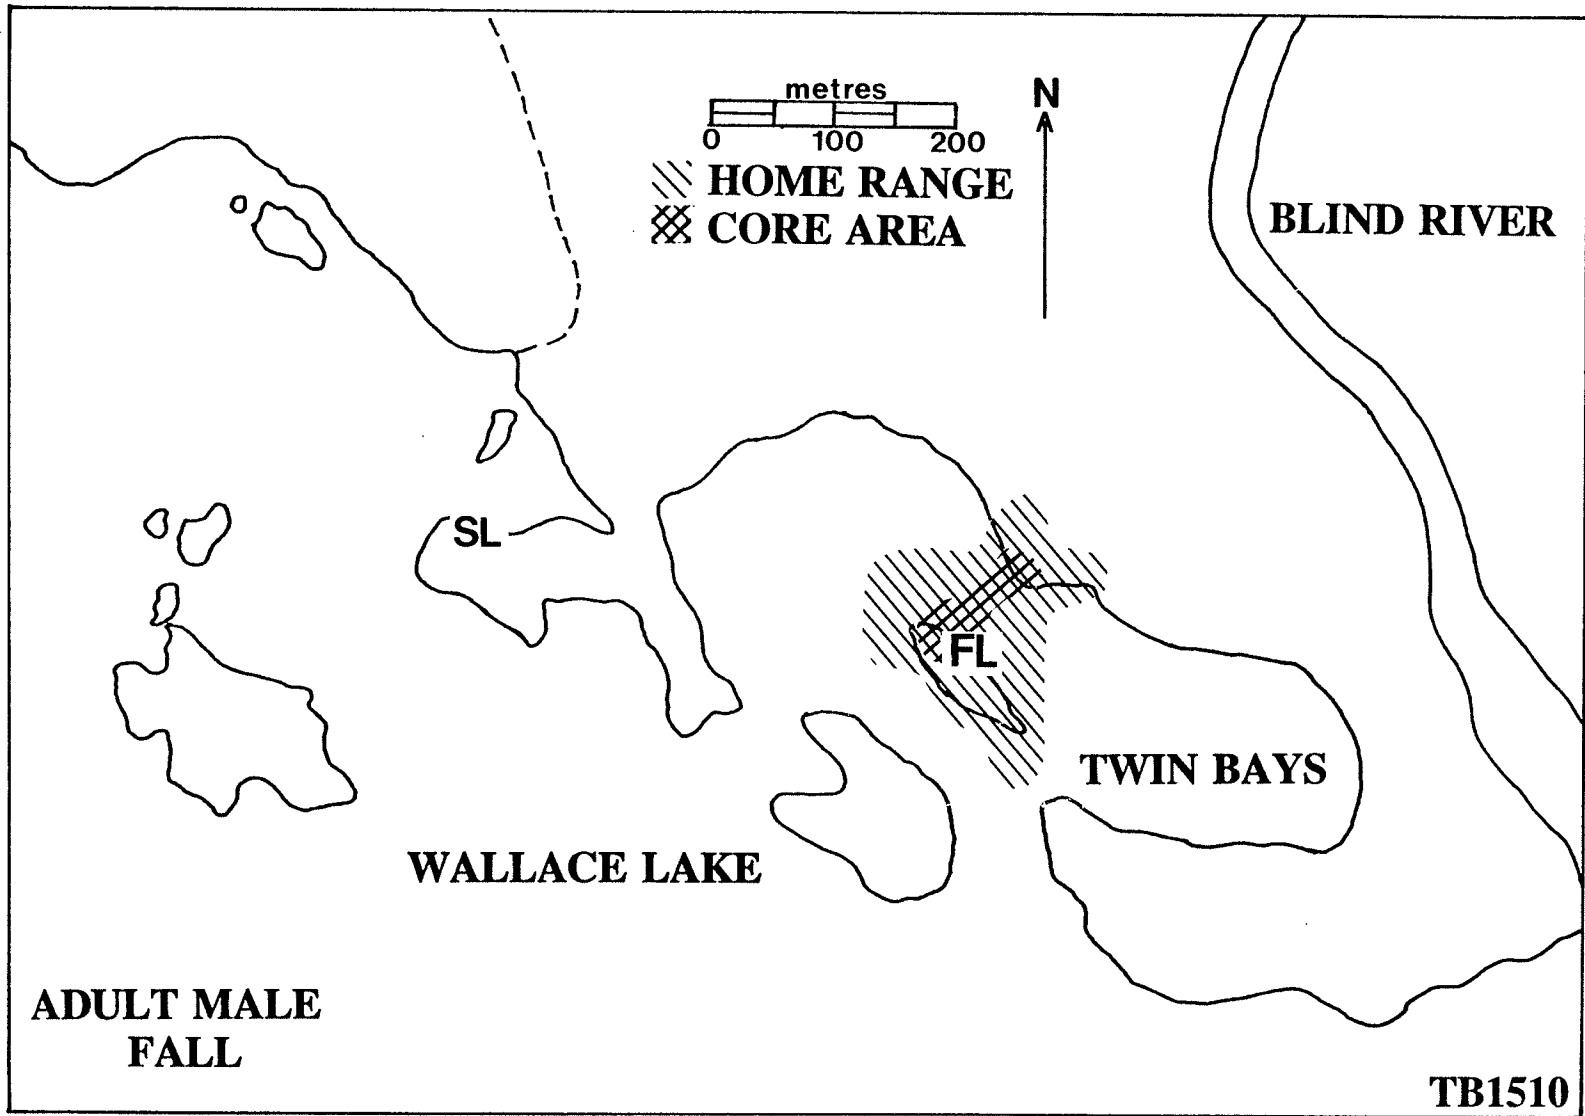 metres
0 100 200
N
HOME RANGE
CORE AREA
BLIND RIVER
SL
FL
TWIN BAYS
WALLACE LAKE
ADULT MALE
FALL
TB1510